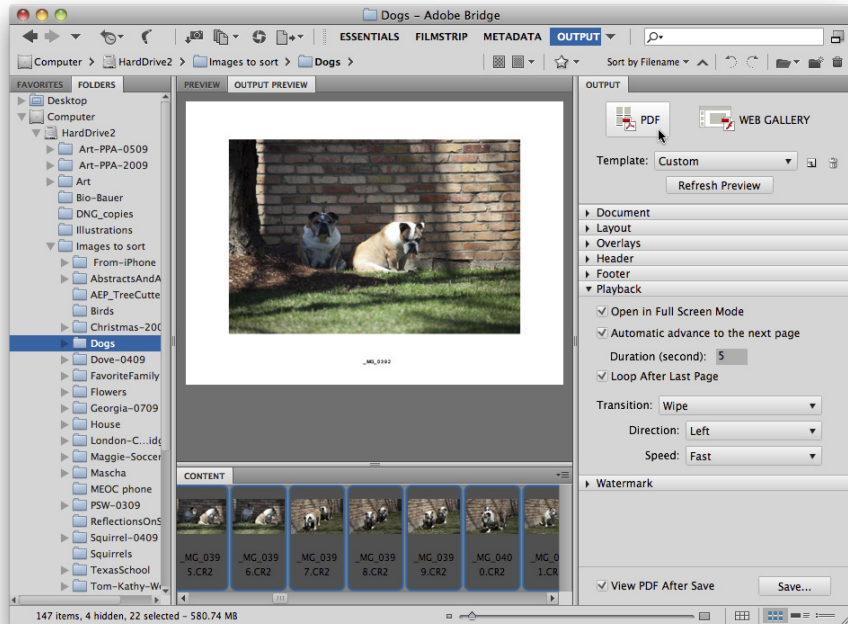 Dogs – Adobe Bridge
ESSENTIALS FILMSTRIP METADATA OUTPUT
Computer > HardDrive2 > Images to sort > Dogs >
Sort by Filename
FAVORITES FOLDERS
Desktop
Computer
HardDrive2
Art-PPA-0509
Art-PPA-2009
Art
Bio-Bauer
DNG_copies
Illustrations
Images to sort
From-iPhone
AbstractsAndA
AEP_TreeCutte
Birds
Christmas-200
Dogs
Dove-0409
FavoriteFamily
Flowers
Georgia-0709
House
London-C...idg
Maggie-Soccer
Mascha
MEOC phone
PSW-0309
ReflectionsOnS
Squirrel-0409
Squirrels
TexasSchool
Tom-Kathy-We
PREVIEW OUTPUT PREVIEW
_MG_0392
CONTENT
_MG_039
5.CR2
_MG_039
6.CR2
_MG_039
7.CR2
_MG_039
8.CR2
_MG_039
9.CR2
_MG_040
0.CR2
_MG_0
1.CR
OUTPUT
PDF WEB GALLERY
Template: Custom
Refresh Preview
Document
Layout
Overlays
Header
Footer
Playback
Open in Full Screen Mode
Automatic advance to the next page
Duration (second): 5
Loop After Last Page
Transition: Wipe
Direction: Left
Speed: Fast
Watermark
View PDF After Save Save...
147 items, 4 hidden, 22 selected – 580.74 MB